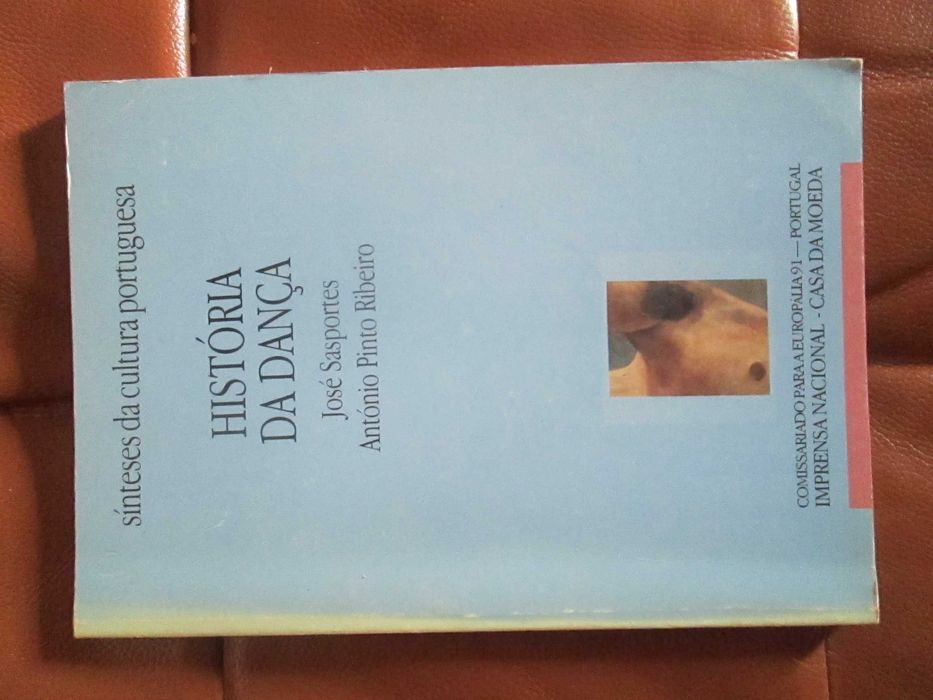 sínteses da cultura portuguesa
HISTÓRIA
DA DANÇA
José Sasportes
António Pinto Ribeiro
COMISSARIADO PARA A EUROPÁLIA 91 — PORTUGAL
IMPRENSA NACIONAL - CASA DA MOEDA